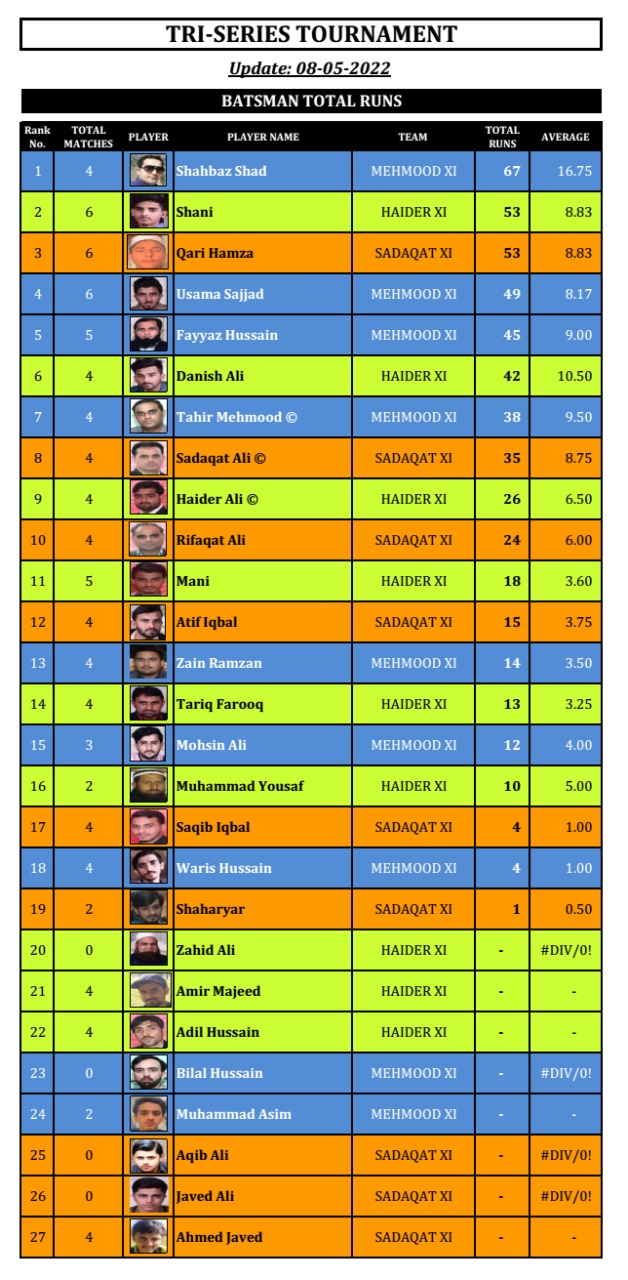 TRI-SERIES TOURNAMENT
Update: 08-05-2022
BATSMAN TOTAL RUNS
Rank No. TOTAL MATCHES PLAYER PLAYER NAME TEAM TOTAL RUNS AVERAGE
1 4 Shahbaz Shad MEHMOOD XI 67 16.75
2 6 Shani HAIDER XI 53 8.83
3 6 Qari Hamza SADAQAT XI 53 8.83
4 6 Usama Sajjad MEHMOOD XI 49 8.17
5 5 Fayyaz Hussain MEHMOOD XI 45 9.00
6 4 Danish Ali HAIDER XI 42 10.50
7 4 Tahir Mehmood © MEHMOOD XI 38 9.50
8 4 Sadaqat Ali © SADAQAT XI 35 8.75
9 4 Haider Ali © HAIDER XI 26 6.50
10 4 Rifaqat Ali SADAQAT XI 24 6.00
11 5 Mani HAIDER XI 18 3.60
12 4 Atif Iqbal SADAQAT XI 15 3.75
13 4 Zain Ramzan MEHMOOD XI 14 3.50
14 4 Tariq Farooq HAIDER XI 13 3.25
15 3 Mohsin Ali MEHMOOD XI 12 4.00
16 2 Muhammad Yousaf HAIDER XI 10 5.00
17 4 Saqib Iqbal SADAQAT XI 4 1.00
18 4 Waris Hussain MEHMOOD XI 4 1.00
19 2 Shaharyar SADAQAT XI 1 0.50
20 0 Zahid Ali HAIDER XI - #DIV/0!
21 4 Amir Majeed HAIDER XI - -
22 4 Adil Hussain HAIDER XI - -
23 0 Bilal Hussain MEHMOOD XI - #DIV/0!
24 2 Muhammad Asim MEHMOOD XI - -
25 0 Aqib Ali SADAQAT XI - #DIV/0!
26 0 Javed Ali SADAQAT XI - #DIV/0!
27 4 Ahmed Javed SADAQAT XI - -